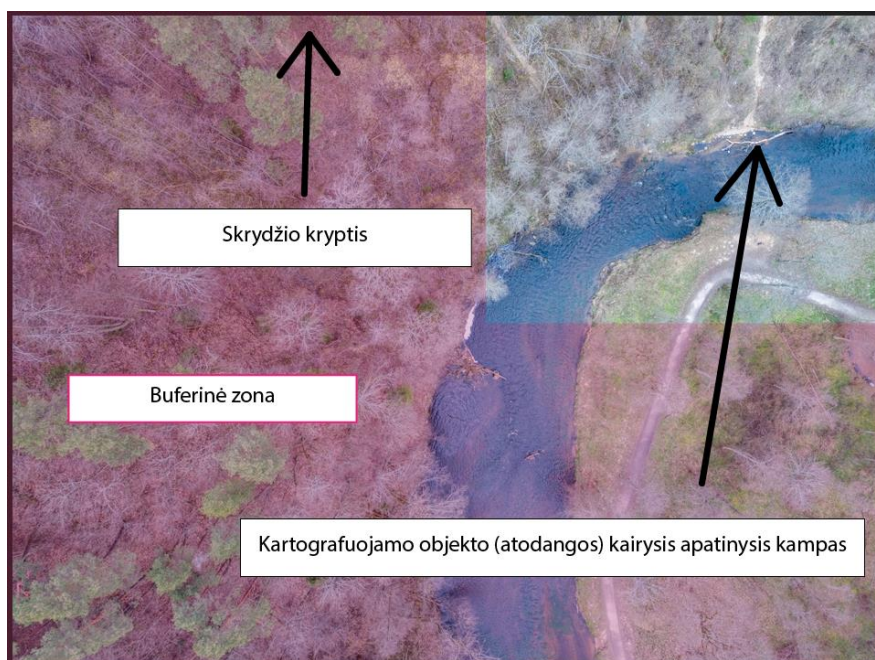 Skrydžio kryptis
Buferinė zona
Kartografuojamo objekto (atodangos) kairysis apatinysis kampas